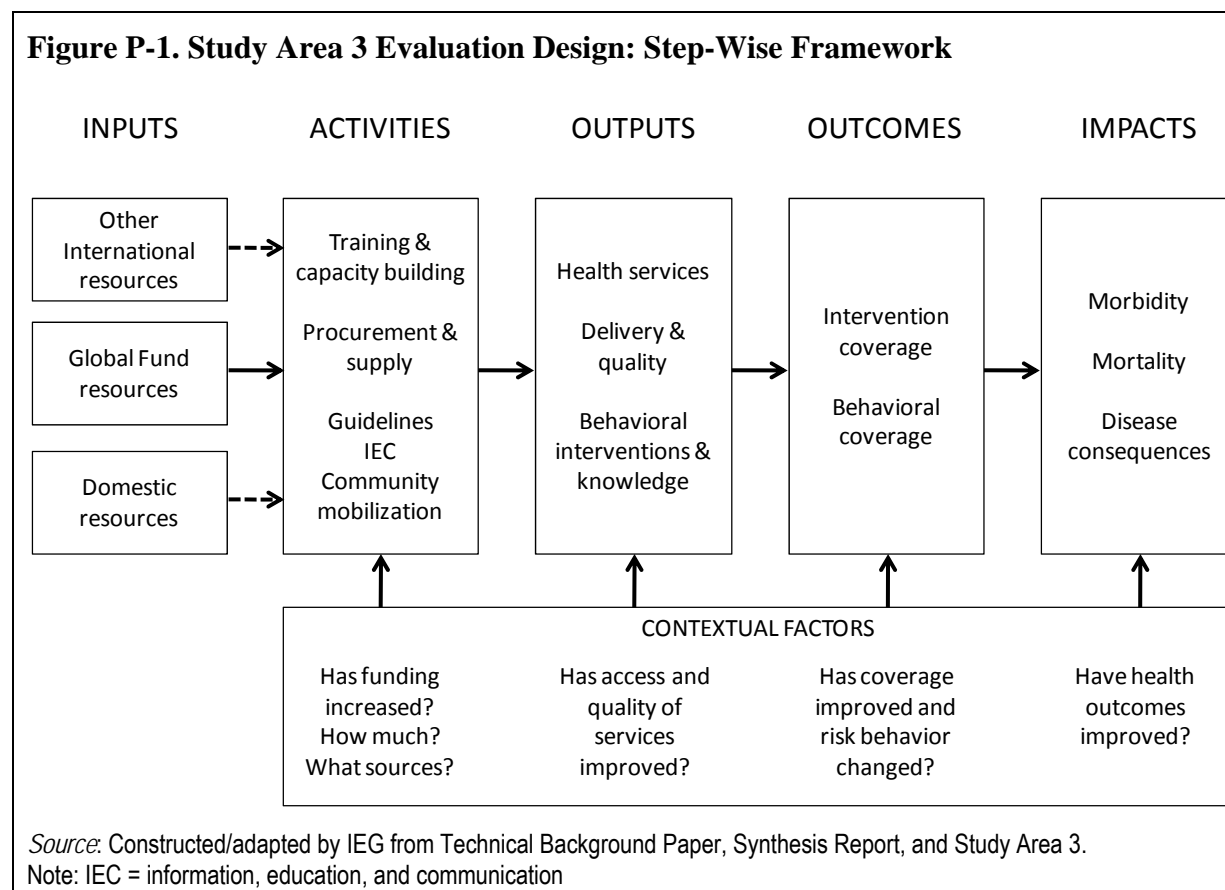 Figure P-1. Study Area 3 Evaluation Design: Step-Wise Framework
INPUTS
ACTIVITIES
OUTPUTS
OUTCOMES
IMPACTS
Other
International
resources
Global Fund
resources
Domestic
resources
Training &
capacity building
Procurement &
supply
Guidelines
IEC
Community
mobilization
Health services
Delivery &
quality
Behavioral
interventions &
knowledge
Intervention
coverage
Behavioral
coverage
Morbidity
Mortality
Disease
consequences
CONTEXTUAL FACTORS
Has funding
increased?
How much?
What sources?
Has access and
quality of
services
improved?
Has coverage
improved and
risk behavior
changed?
Have health
outcomes
improved?
Source: Constructed/adapted by IEG from Technical Background Paper, Synthesis Report, and Study Area 3.
Note: IEC = information, education, and communication